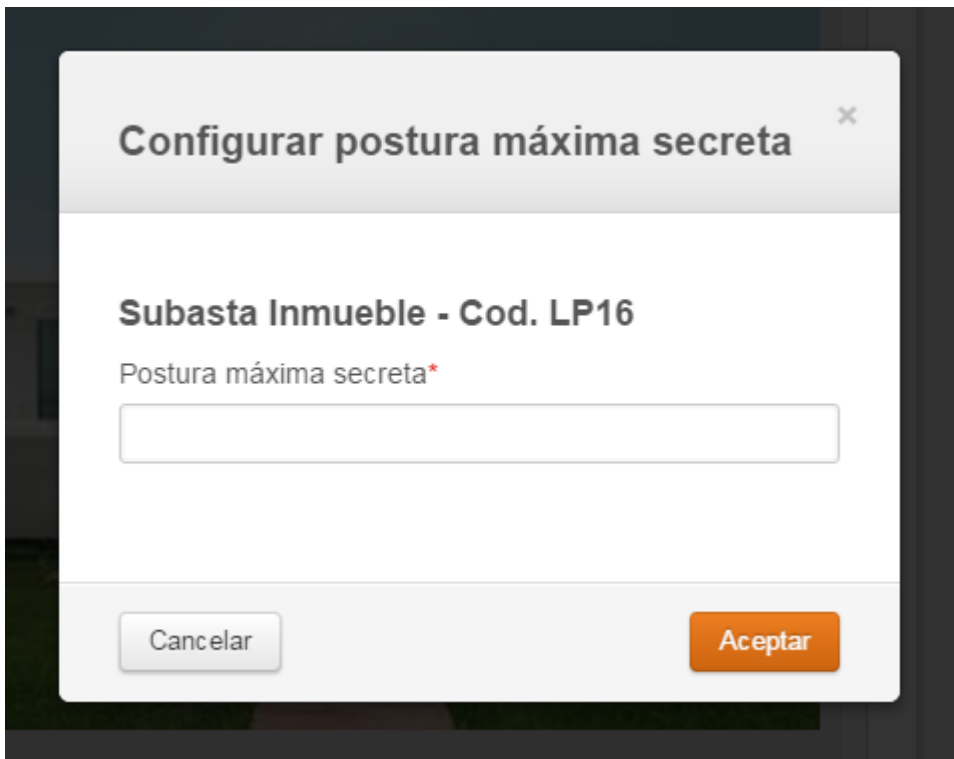 Configurar postura máxima secreta
×
Subasta Inmueble - Cod. LP16
Postura máxima secreta*
Cancelar
Aceptar